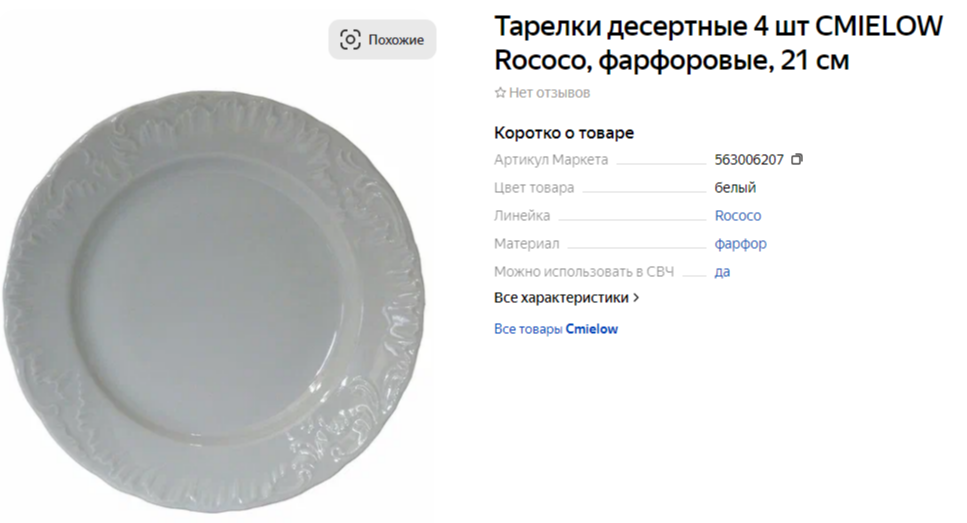 Похожие
Тарелки десертные 4 шт CMIELOW
Rococo, фарфоровые, 21 см
Нет отзывов
Коротко о товаре
Артикул Маркета 563006207
Цвет товара белый
Линейка Rococo
Материал фарфор
Можно использовать в СВЧ да
Все характеристики
Все товары Cmielow